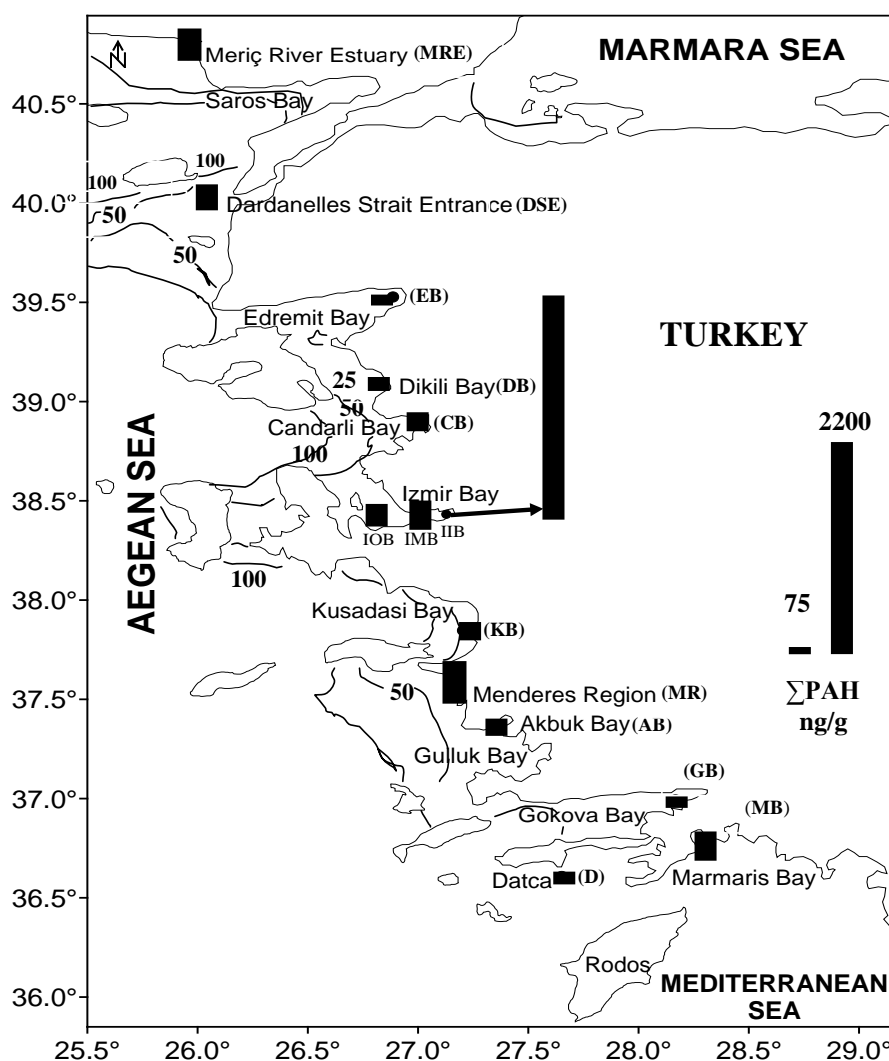 MARMARA SEA
Meriç River Estuary (MRE)
N
40.5°
Saros Bay
100
100
40.0°
50
Dardanelles Strait Entrance (DSE)
50
39.5°
(EB)
Edremit Bay
TURKEY
25
Dikili Bay (DB)
39.0°
50
Candarli Bay
(CB)
2200
100
AEGEAN SEA
38.5°
Izmir Bay
IOB
IMB
IIB
100
38.0°
75
Kusadasi Bay
(KB)
37.5°
50
Menderes Region (MR)
∑PAH
ng/g
Akbuk Bay (AB)
Gulluk Bay
37.0°
(GB)
Gokova Bay
(MB)
36.5°
Datca
(D)
Marmaris Bay
Rodos
36.0°
MEDITERRANEAN
SEA
25.5° 26.0° 26.5° 27.0° 27.5° 28.0° 28.5° 29.0°